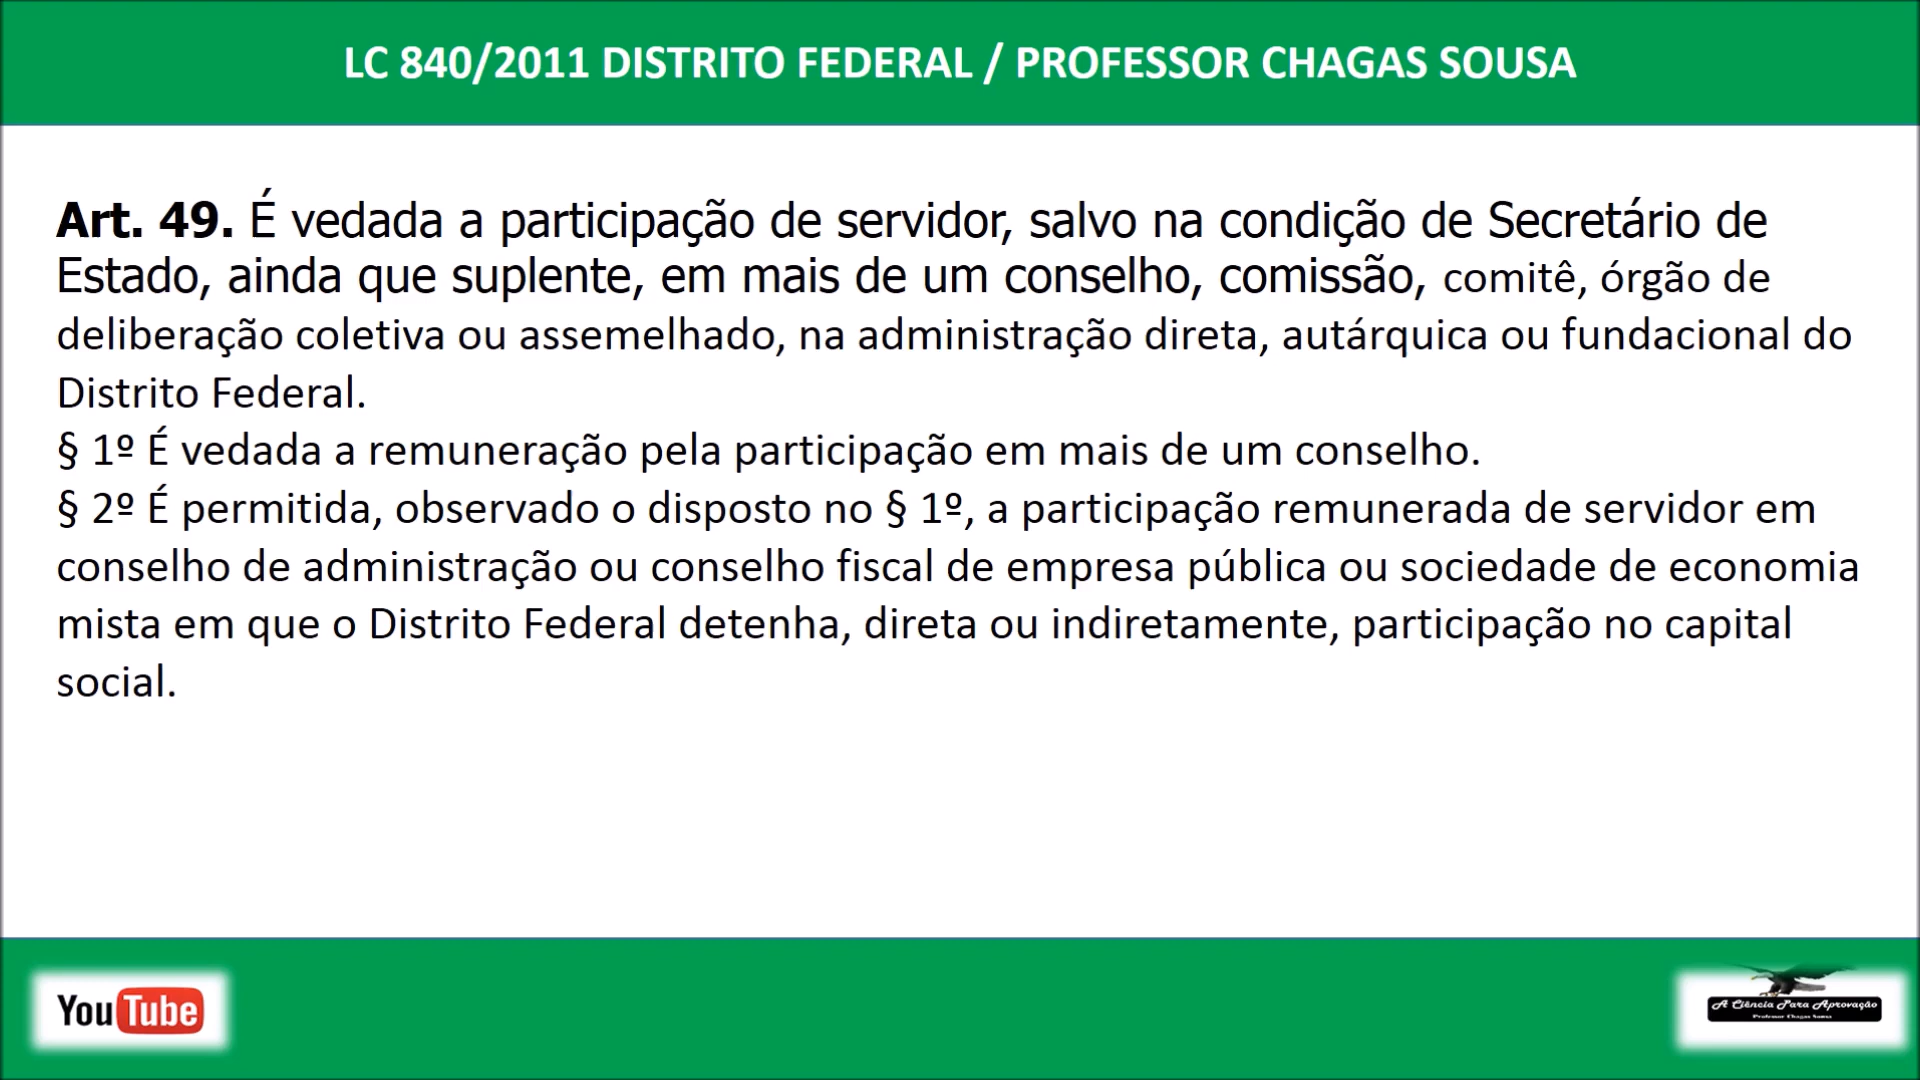 LC 840/2011 DISTRITO FEDERAL / PROFESSOR CHAGAS SOUSA
Art. 49. É vedada a participação de servidor, salvo na condição de Secretário de
Estado, ainda que suplente, em mais de um conselho, comissão, comitê, órgão de
deliberação coletiva ou assemelhado, na administração direta, autárquica ou fundacional do
Distrito Federal.
§ 1º É vedada a remuneração pela participação em mais de um conselho.
§ 2º É permitida, observado o disposto no § 1º, a participação remunerada de servidor em
conselho de administração ou conselho fiscal de empresa pública ou sociedade de economia
mista em que o Distrito Federal detenha, direta ou indiretamente, participação no capital
social.
YouTube
A Ciência Para Aprovação
Professor Chagas Sousa